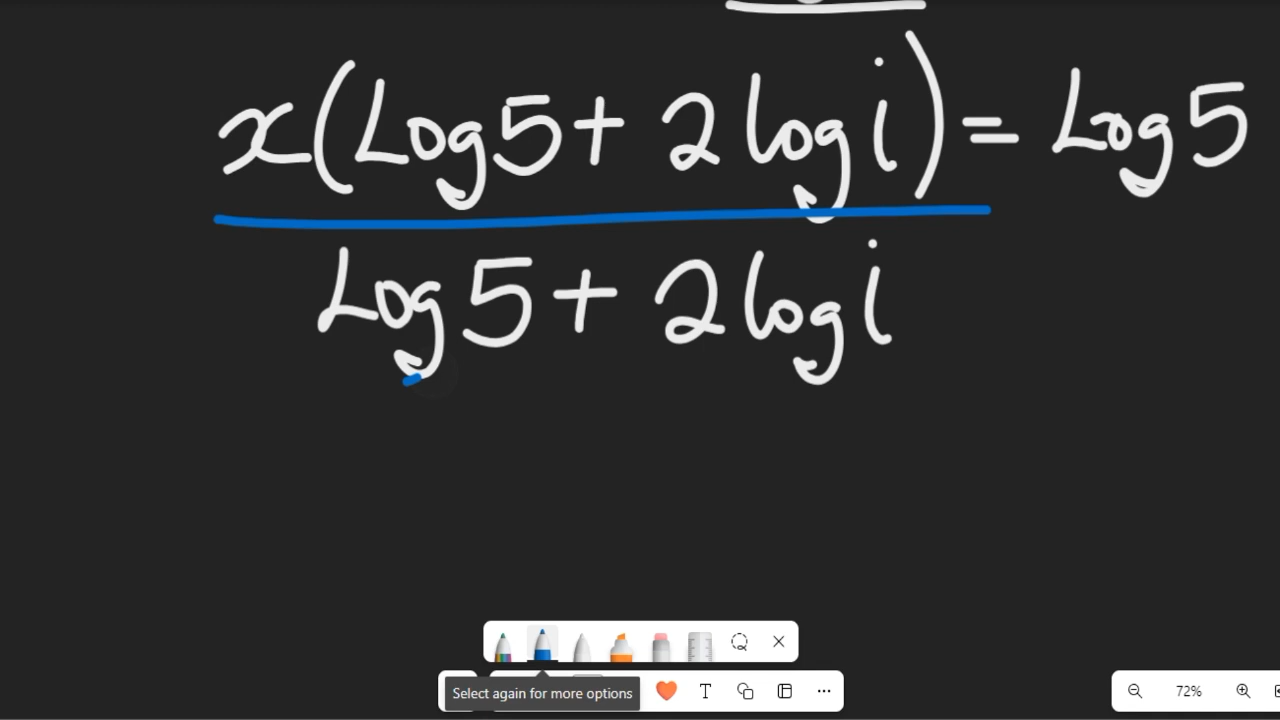 x(Log5+ 2logi) = Log5
Log5+ 2logi
Select again for more options
T
72%